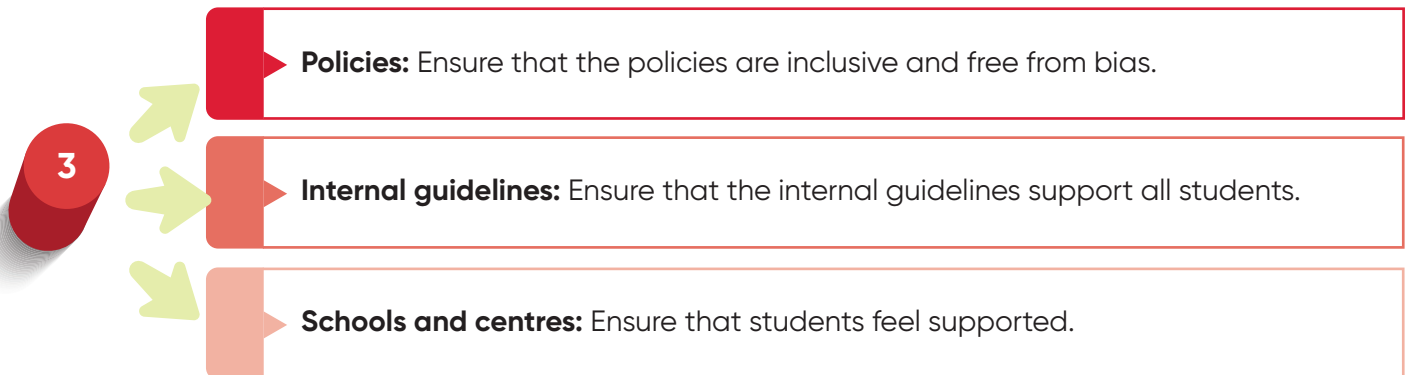 3
Policies: Ensure that the policies are inclusive and free from bias.
Internal guidelines: Ensure that the internal guidelines support all students.
Schools and centres: Ensure that students feel supported.